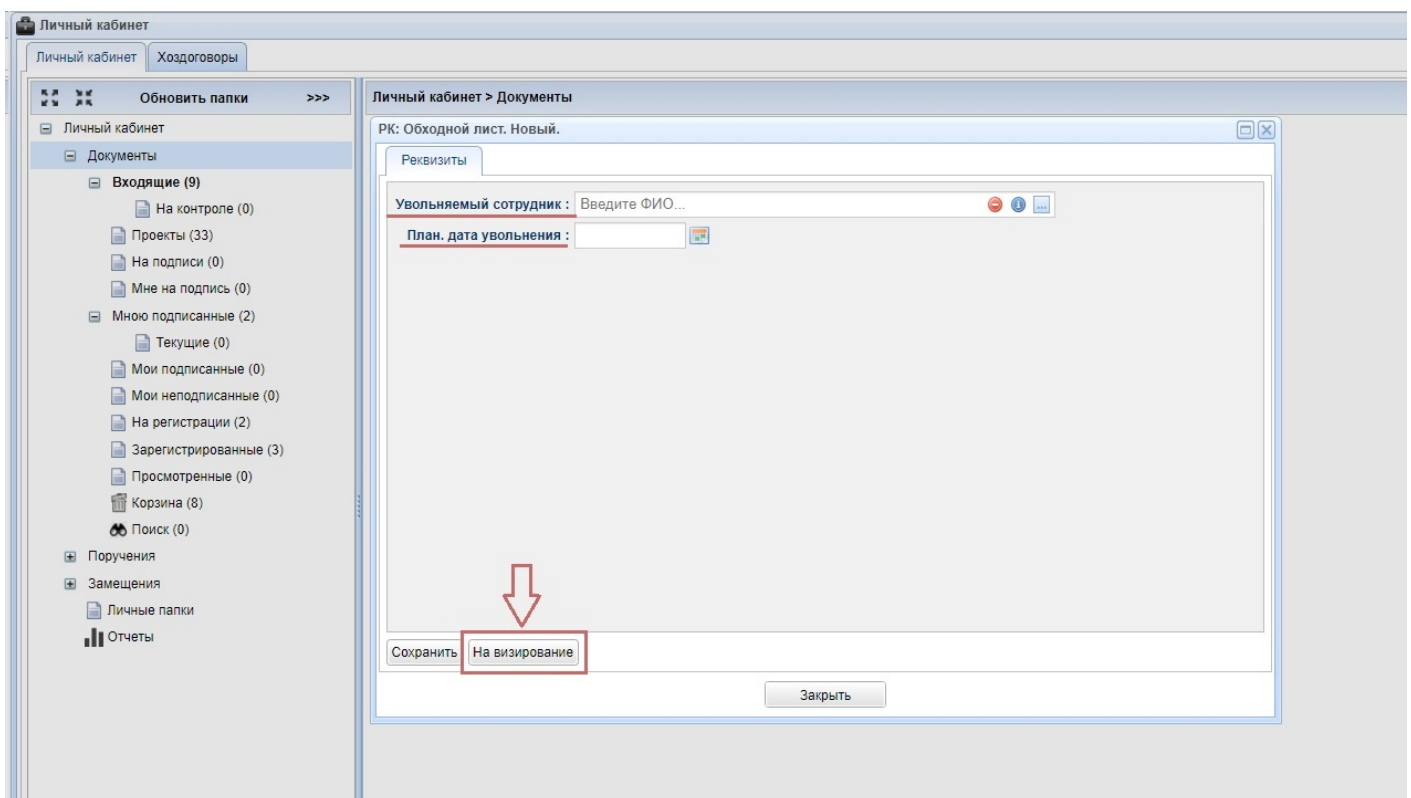 Личный кабинет
Личный кабинет Хоздоговоры
Обновить папки >>>
Личный кабинет
Документы
Входящие (9)
На контроле (0)
Проекты (33)
На подписи (0)
Мне на подпись (0)
Мною подписанные (2)
Текущие (0)
Мои подписанные (0)
Мои неподписанные (0)
На регистрации (2)
Зарегистрированные (3)
Просмотренные (0)
Корзина (8)
Поиск (0)
Поручения
Замещения
Личные папки
Отчеты
Личный кабинет > Документы
РК: Обходной лист. Новый.
Реквизиты
Увольняемый сотрудник : Введите ФИО...
План. дата увольнения :
Сохранить На визирование
Закрыть